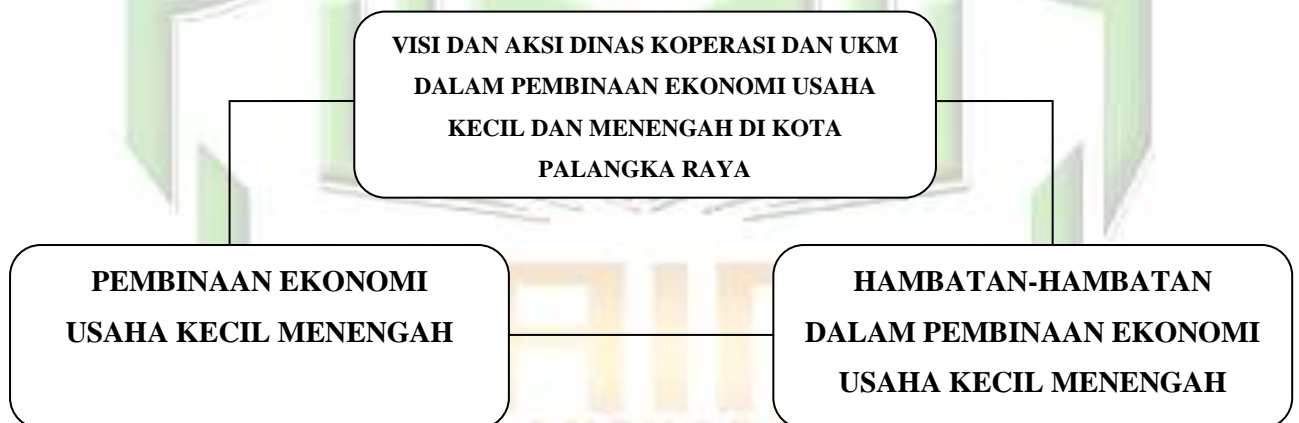 VISI DAN AKSI DINAS KOPERASI DAN UKM
DALAM PEMBINAAN EKONOMI USAHA
KECIL DAN MENENGAH DI KOTA
PALANGKA RAYA
PEMBINAAN EKONOMI
USAHA KECIL MENENGAH
HAMBATAN-HAMBATAN
DALAM PEMBINAAN EKONOMI
USAHA KECIL MENENGAH